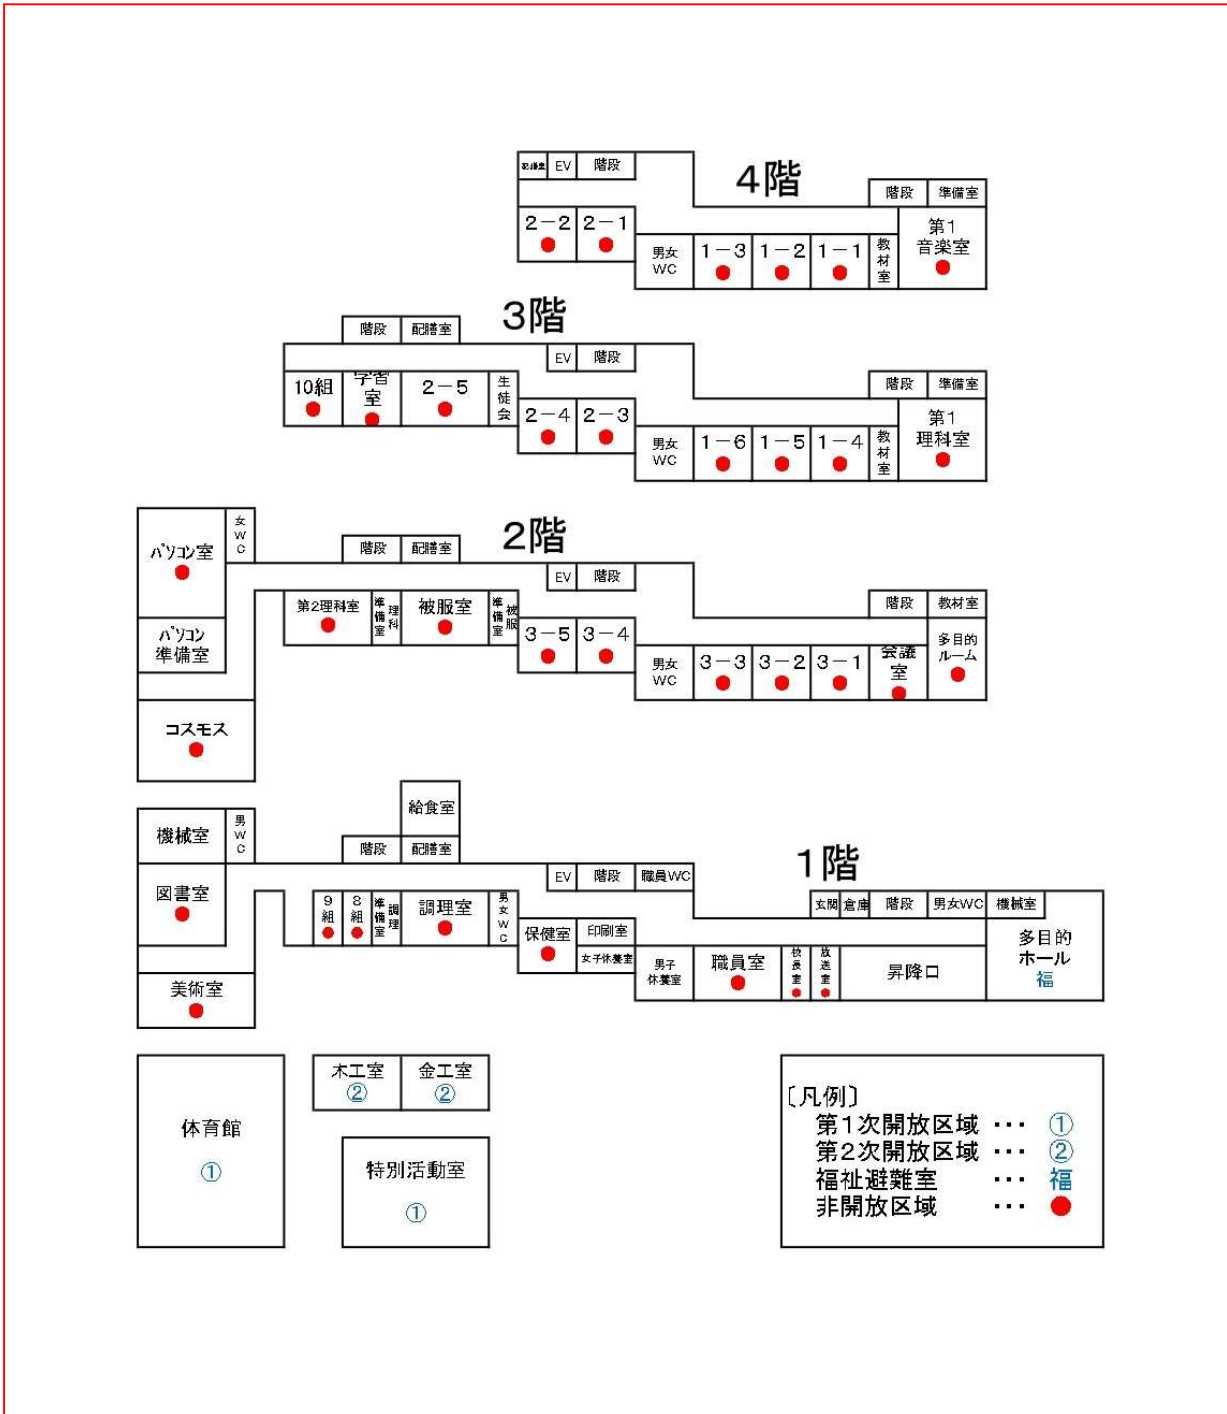 4階
EV
階段
階段
準備室
2－2
2－1
男女
WC
1－3
1－2
1－1
教材室
第1
音楽室
3階
階段
配膳室
EV
階段
階段
準備室
10組
学習
室
2－5
生徒会
2－4
2－3
男女
WC
1－6
1－5
1－4
教材室
第1
理科室
2階
パソコン室
女WC
階段
配膳室
EV
階段
階段
教材室
パソコン
準備室
第2理科室
理科
準備室
被服室
被服
準備室
3－5
3－4
男女
WC
3－3
3－2
3－1
会議
室
多目的
ルーム
コスモス
1階
給食室
機械室
男WC
階段
配膳室
EV
階段
職員WC
玄関
倉庫
階段
男女WC
機械室
図書室
9組
8組
調理
準備室
調理室
男女WC
保健室
印刷室
女子休養室
男子
休養室
職員室
校長室
放送室
昇降口
多目的
ホール
福
美術室
体育館
①
木工室
②
金工室
②
特別活動室
①
〔凡例〕
第1次開放区域 ・・・ ①
第2次開放区域 ・・・ ②
福祉避難室 ・・・ 福
非開放区域 ・・・ ●